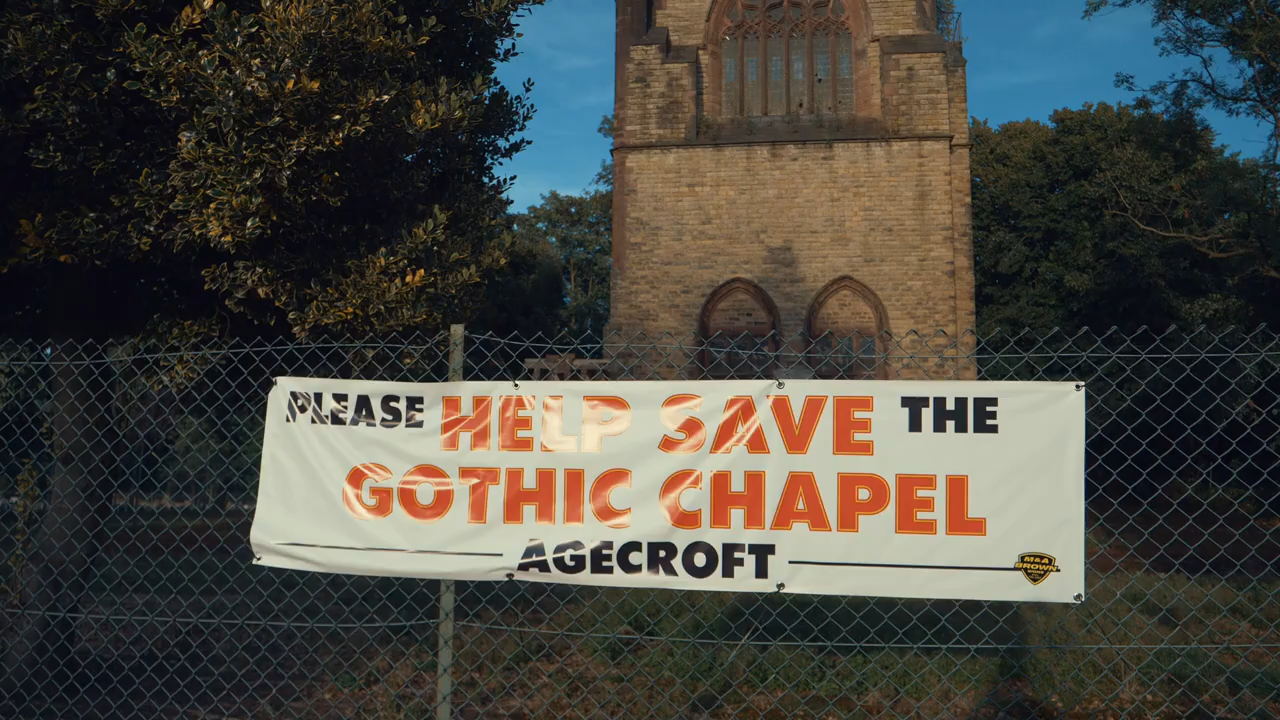 PLEASE HELP SAVE THE
GOTHIC CHAPEL
AGECROFT
M&A
BROWN